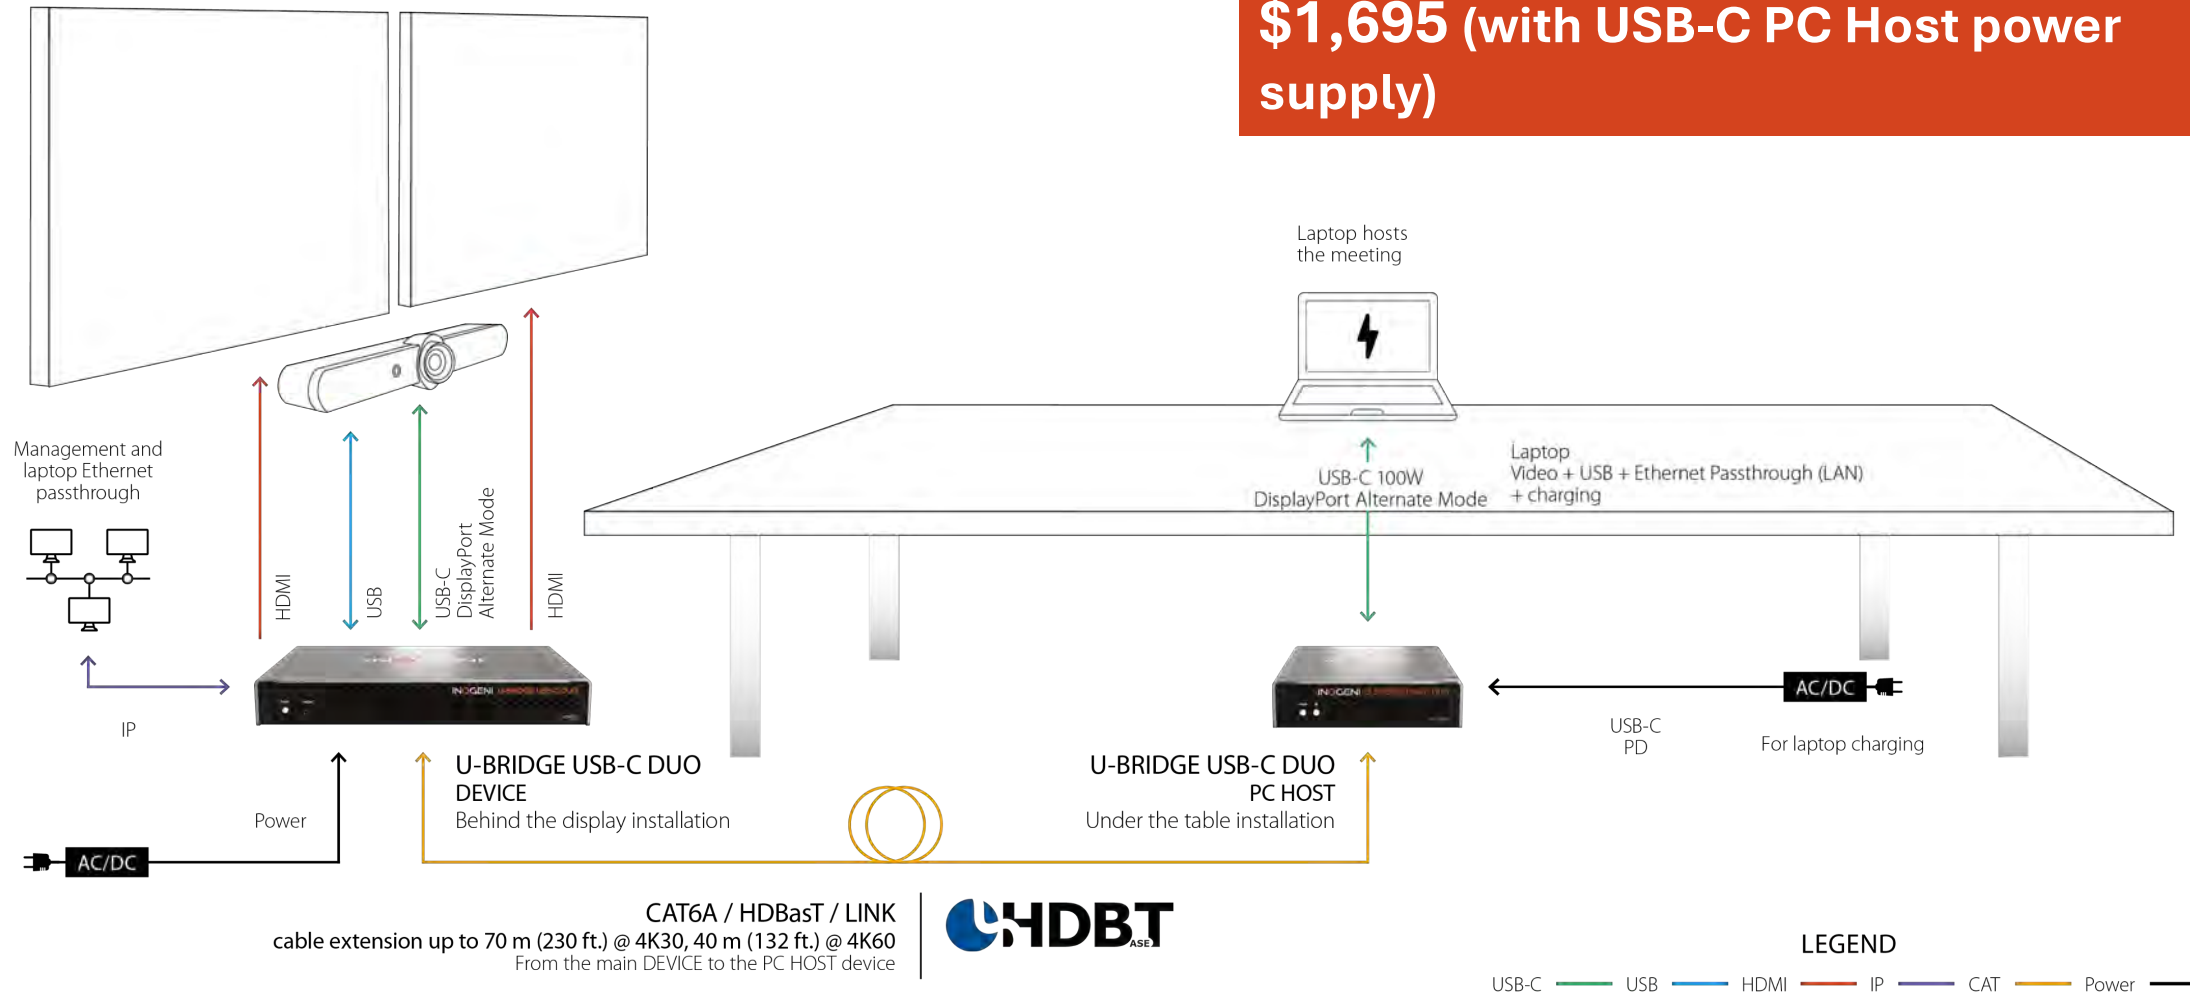 $1,695 (with USB-C PC Host power
supply)
Laptop hosts
the meeting
Management and
laptop Ethernet
passthrough
HDMI
USB
USB-C
DisplayPort
Alternate Mode
HDMI
USB-C 100W
DisplayPort Alternate Mode
Laptop
Video + USB + Ethernet Passthrough (LAN)
+ charging
IP
INOGENI
INOGENI
AC/DC
USB-C
PD
For laptop charging
U-BRIDGE USB-C DUO
DEVICE
Behind the display installation
U-BRIDGE USB-C DUO
PC HOST
Under the table installation
Power
AC/DC
CAT6A / HDBasT / LINK
cable extension up to 70 m (230 ft.) @ 4K30, 40 m (132 ft.) @ 4K60
From the main DEVICE to the PC HOST device
HDBT
ASE
LEGEND
USB-C
USB
HDMI
IP
CAT
Power